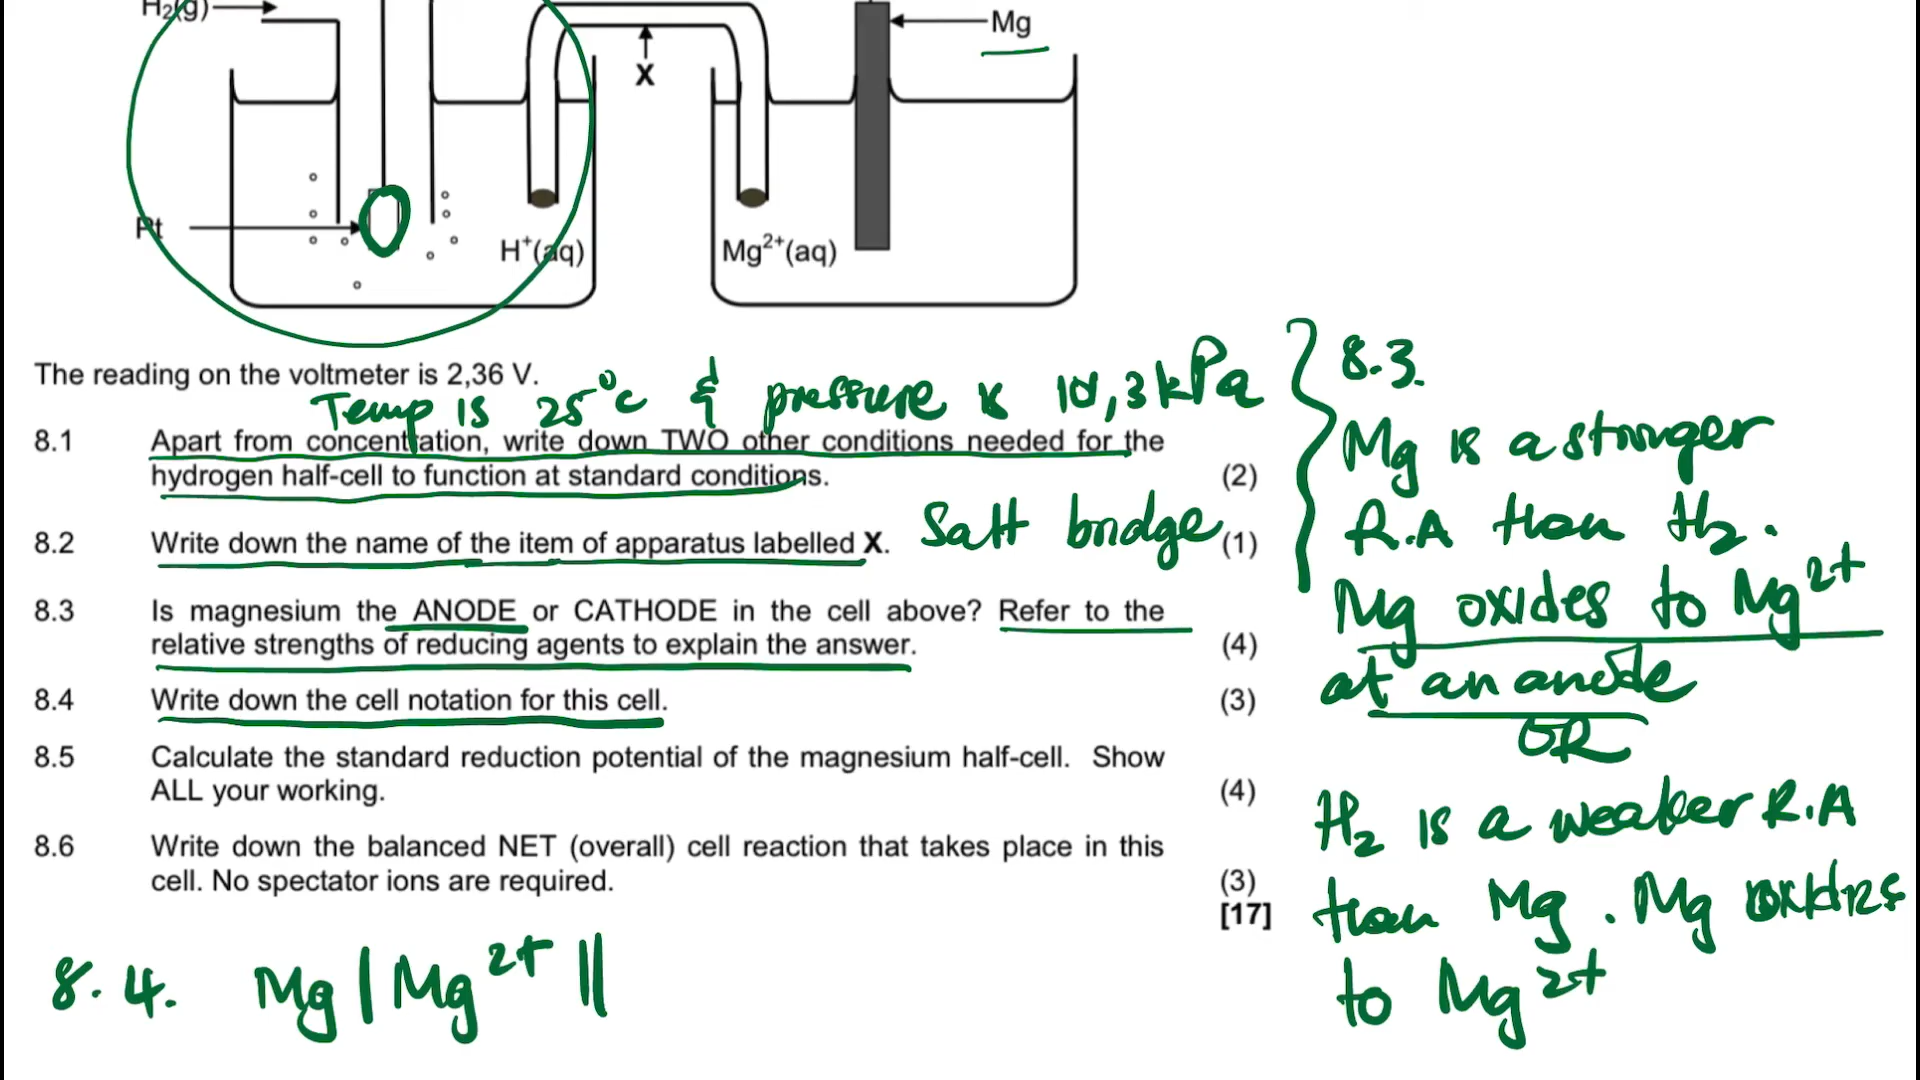 H₂(g)
Mg
X
Pt
H⁺(aq)
Mg²⁺(aq)
The reading on the voltmeter is 2,36 V.
Temp is 25°c & pressure is 101,3 kPa
8.1 Apart from concentration, write down TWO other conditions needed for the
hydrogen half-cell to function at standard conditions. (2)
8.2 Write down the name of the item of apparatus labelled X. Salt bridge (1)
8.3 Is magnesium the ANODE or CATHODE in the cell above? Refer to the
relative strengths of reducing agents to explain the answer. (4)
8.4 Write down the cell notation for this cell. (3)
8.5 Calculate the standard reduction potential of the magnesium half-cell. Show
ALL your working. (4)
8.6 Write down the balanced NET (overall) cell reaction that takes place in this
cell. No spectator ions are required. (3)
[17]
8.4. Mg | Mg²⁺ ||
8.3.
Mg is a stronger
R.A than H₂.
Mg oxides to Mg²⁺
at an anode
OR
H₂ is a weaker R.A
than Mg. Mg
to Mg²⁺